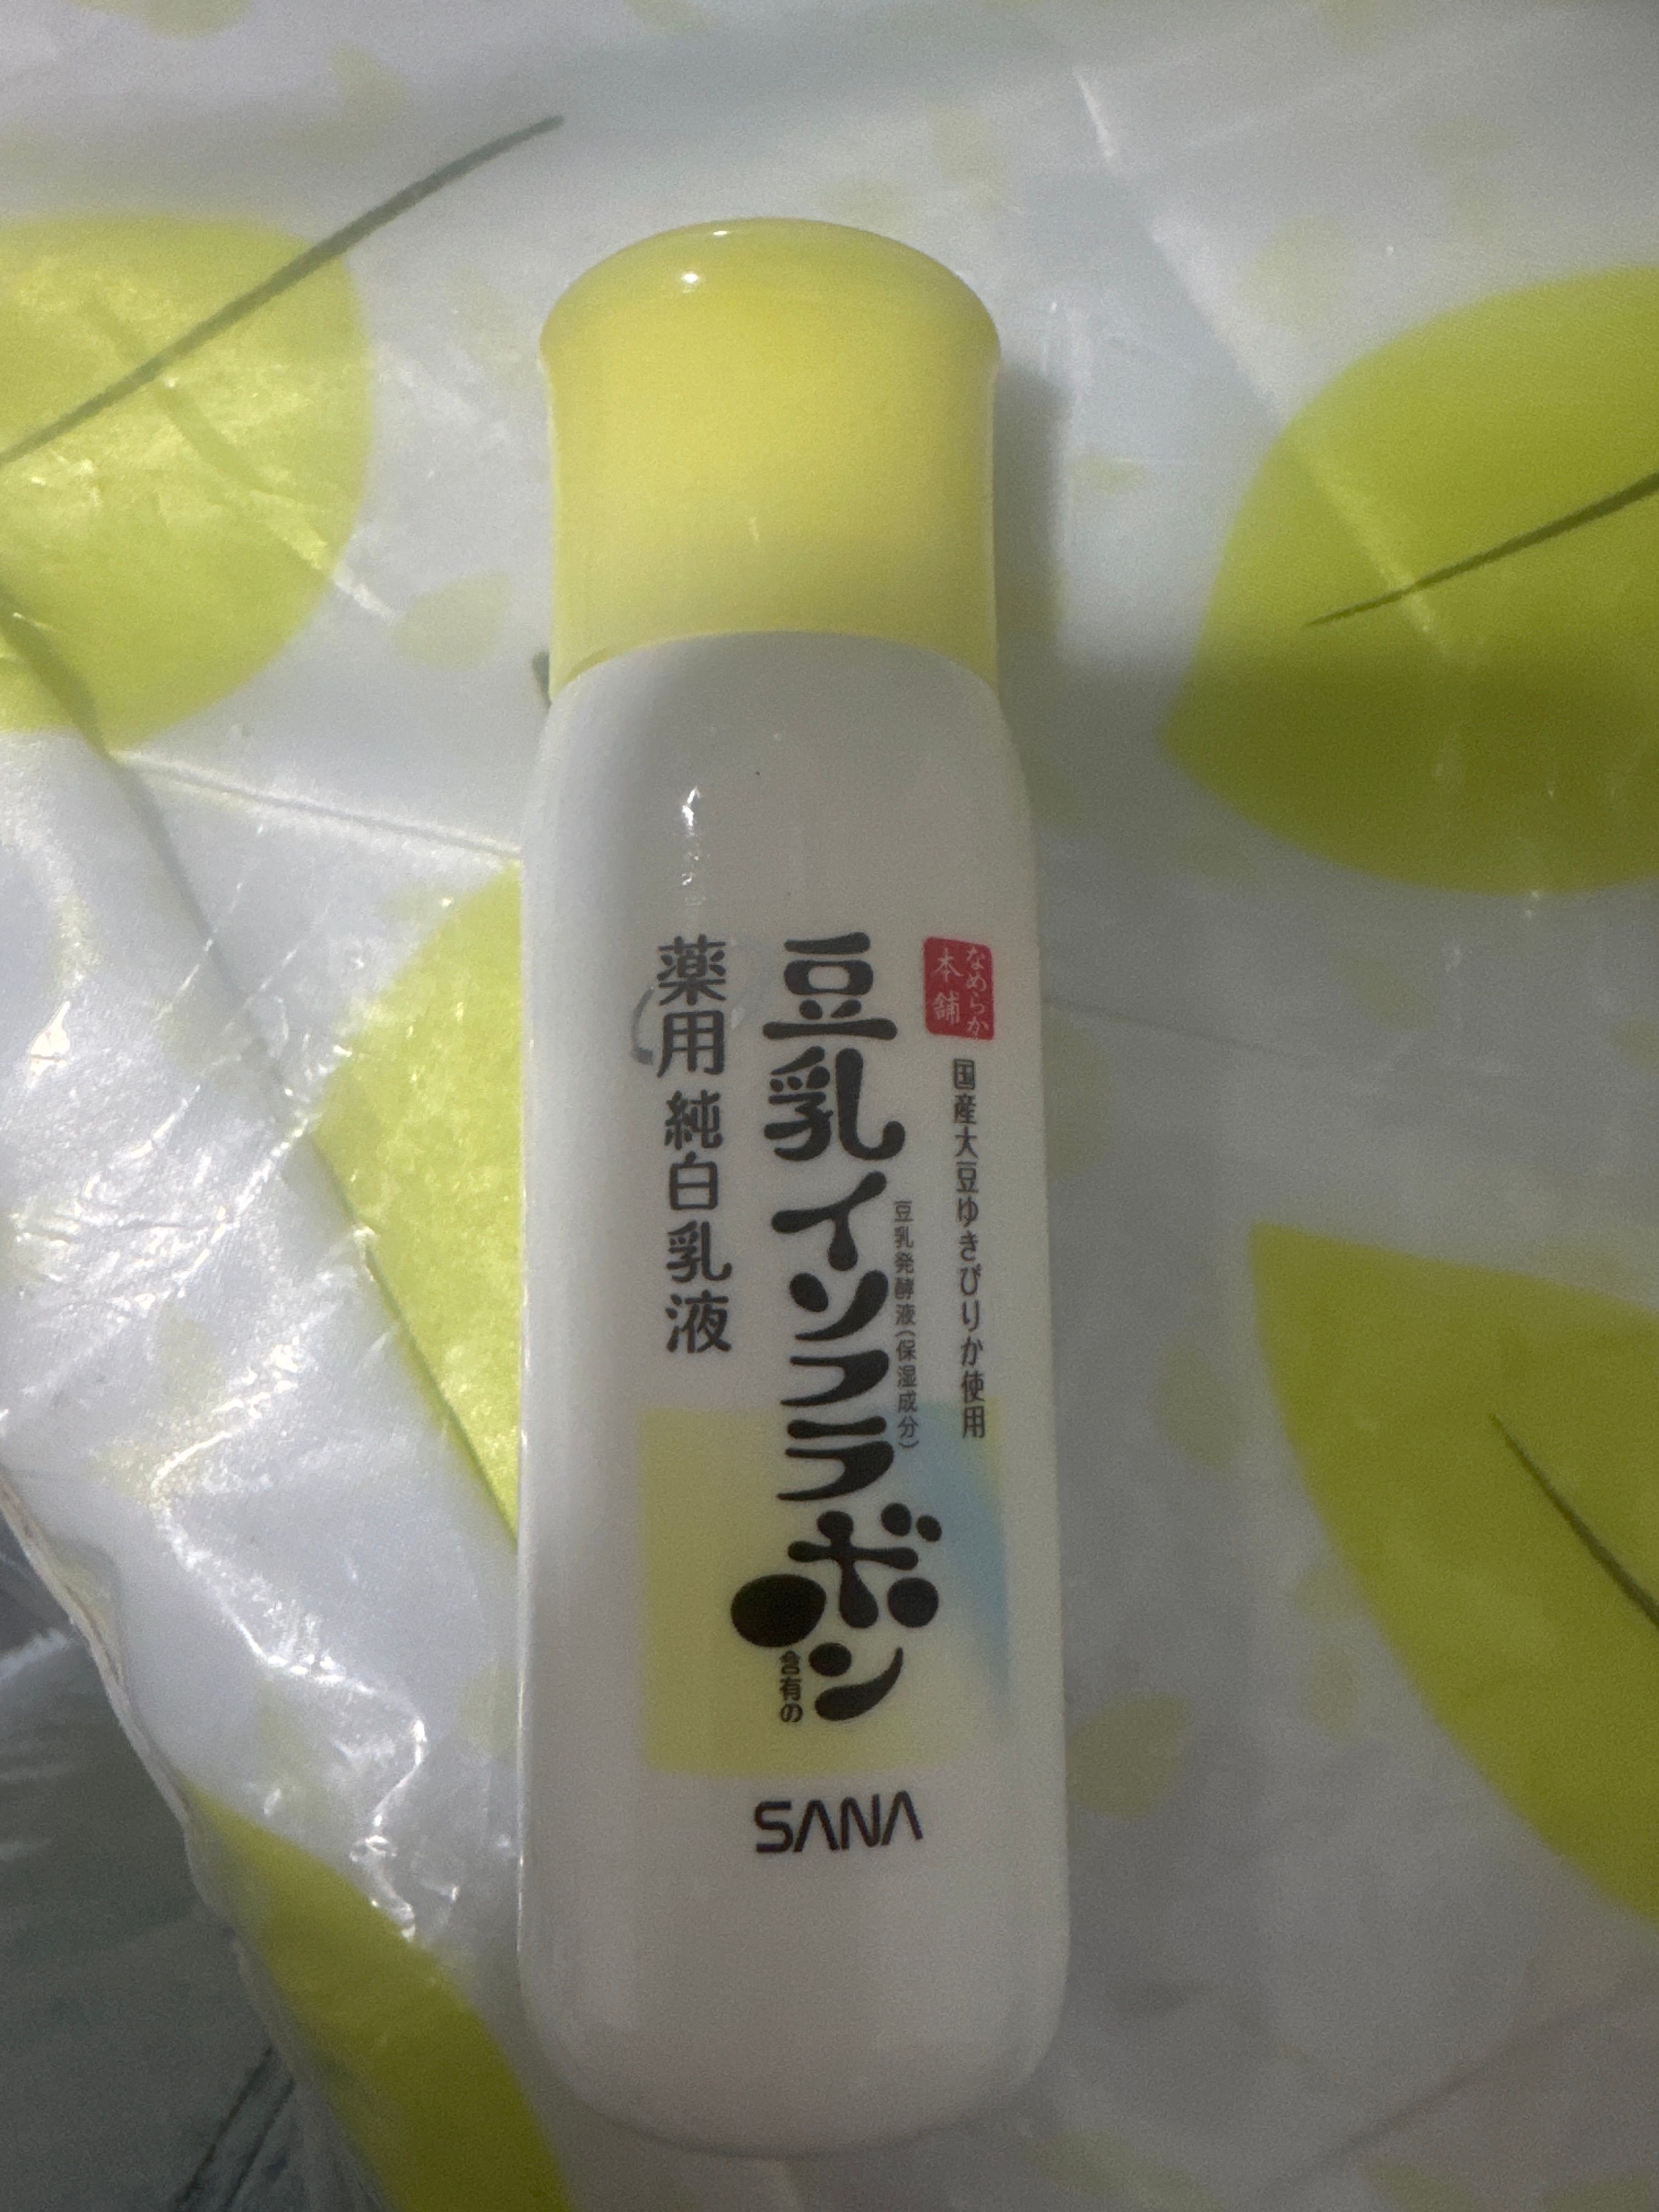 なめらか
本舗
国産大豆ゆきぴりか使用
豆乳発酵液(保湿成分)
豆乳イソフラボン
含有の
薬用 純白乳液
SANA